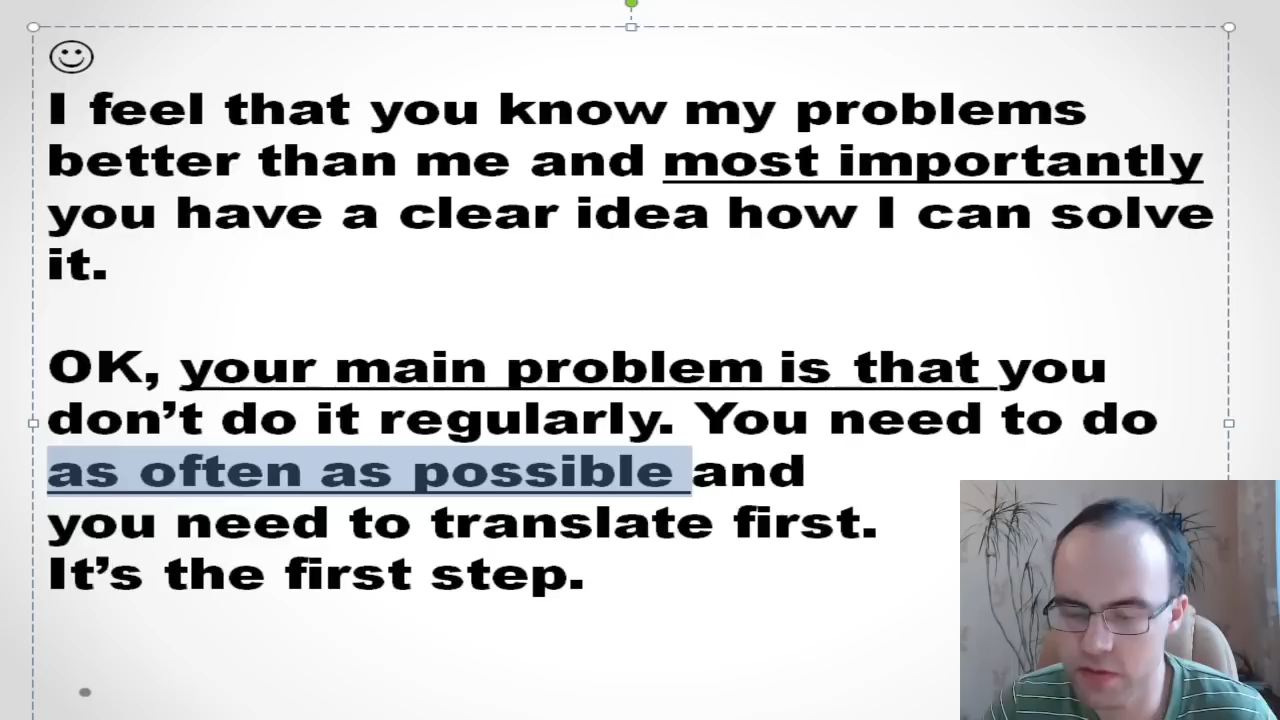 I feel that you know my problems
better than me and most importantly
you have a clear idea how I can solve
it.
OK, your main problem is that you
don’t do it regularly. You need to do
as often as possible and
you need to translate first.
It’s the first step.